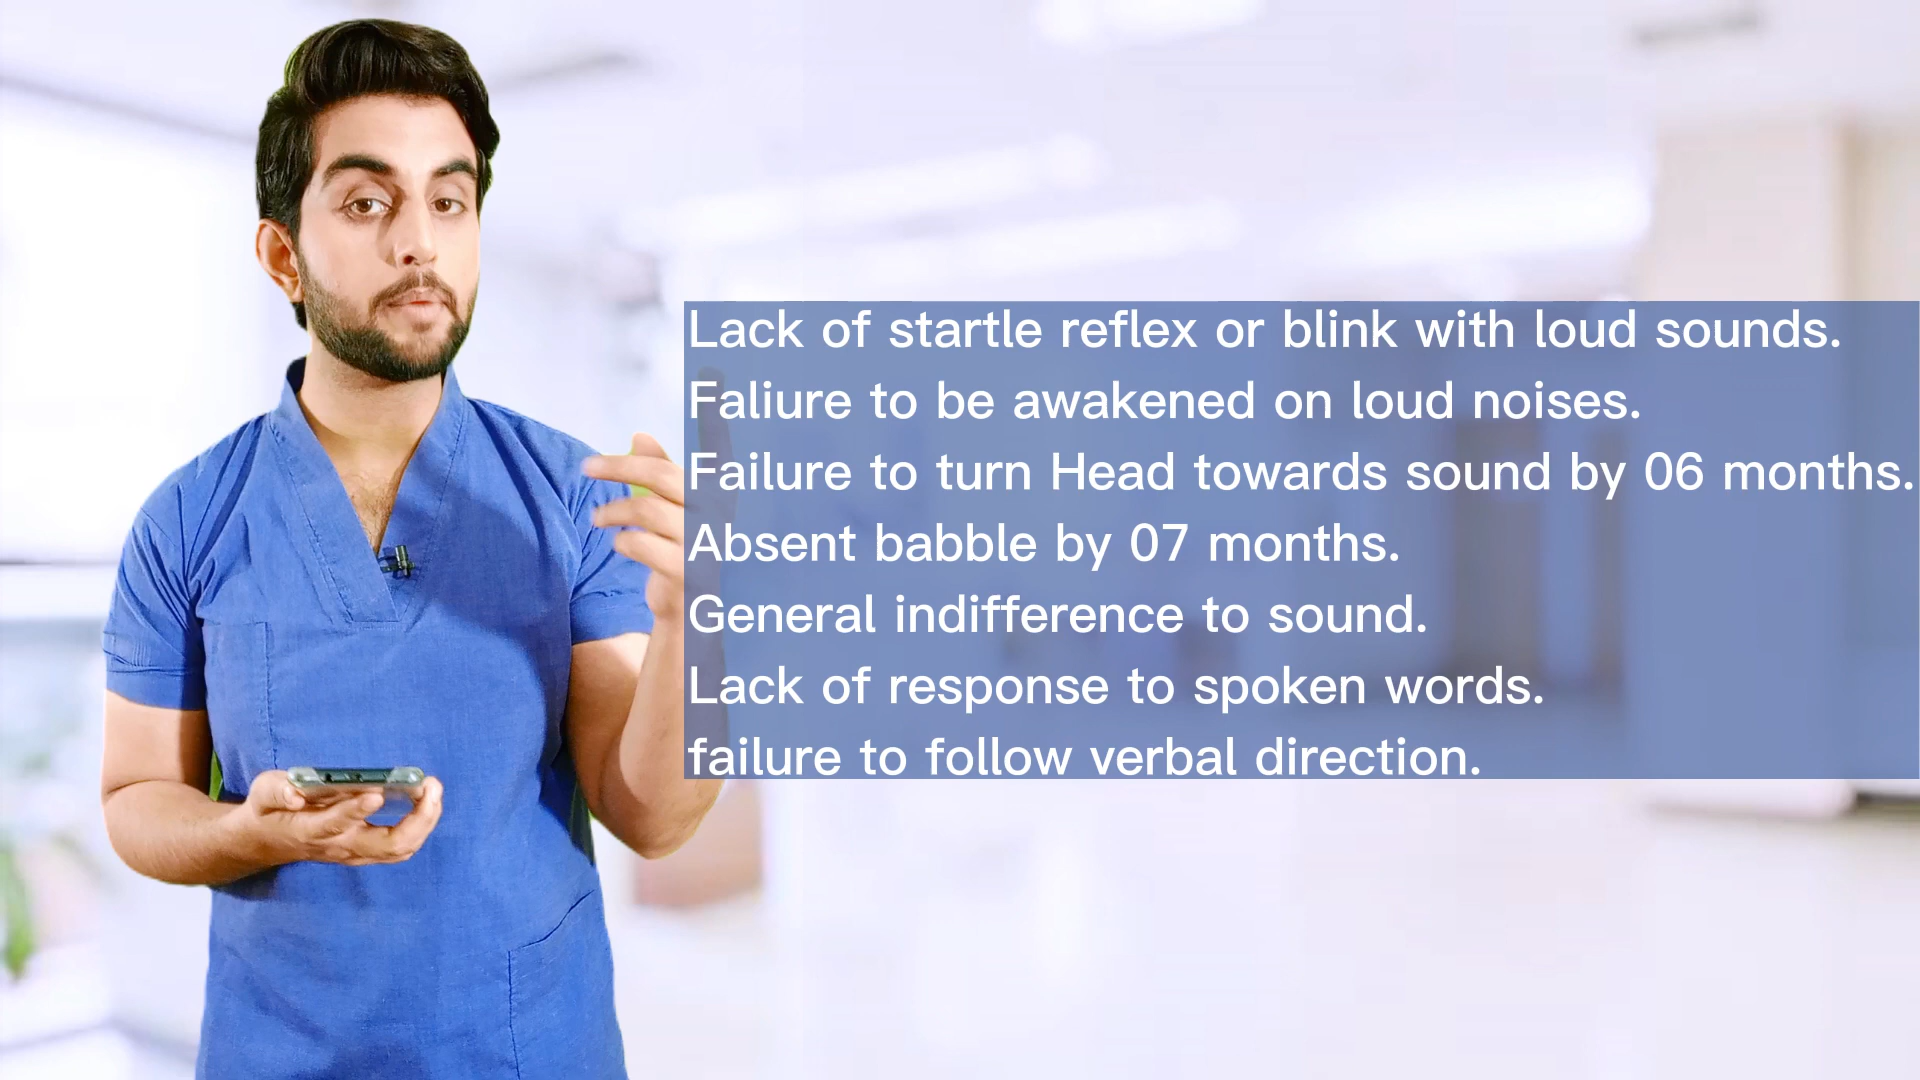 Lack of startle reflex or blink with loud sounds.
Faliure to be awakened on loud noises.
Failure to turn Head towards sound by 06 months.
Absent babble by 07 months.
General indifference to sound.
Lack of response to spoken words.
failure to follow verbal direction.